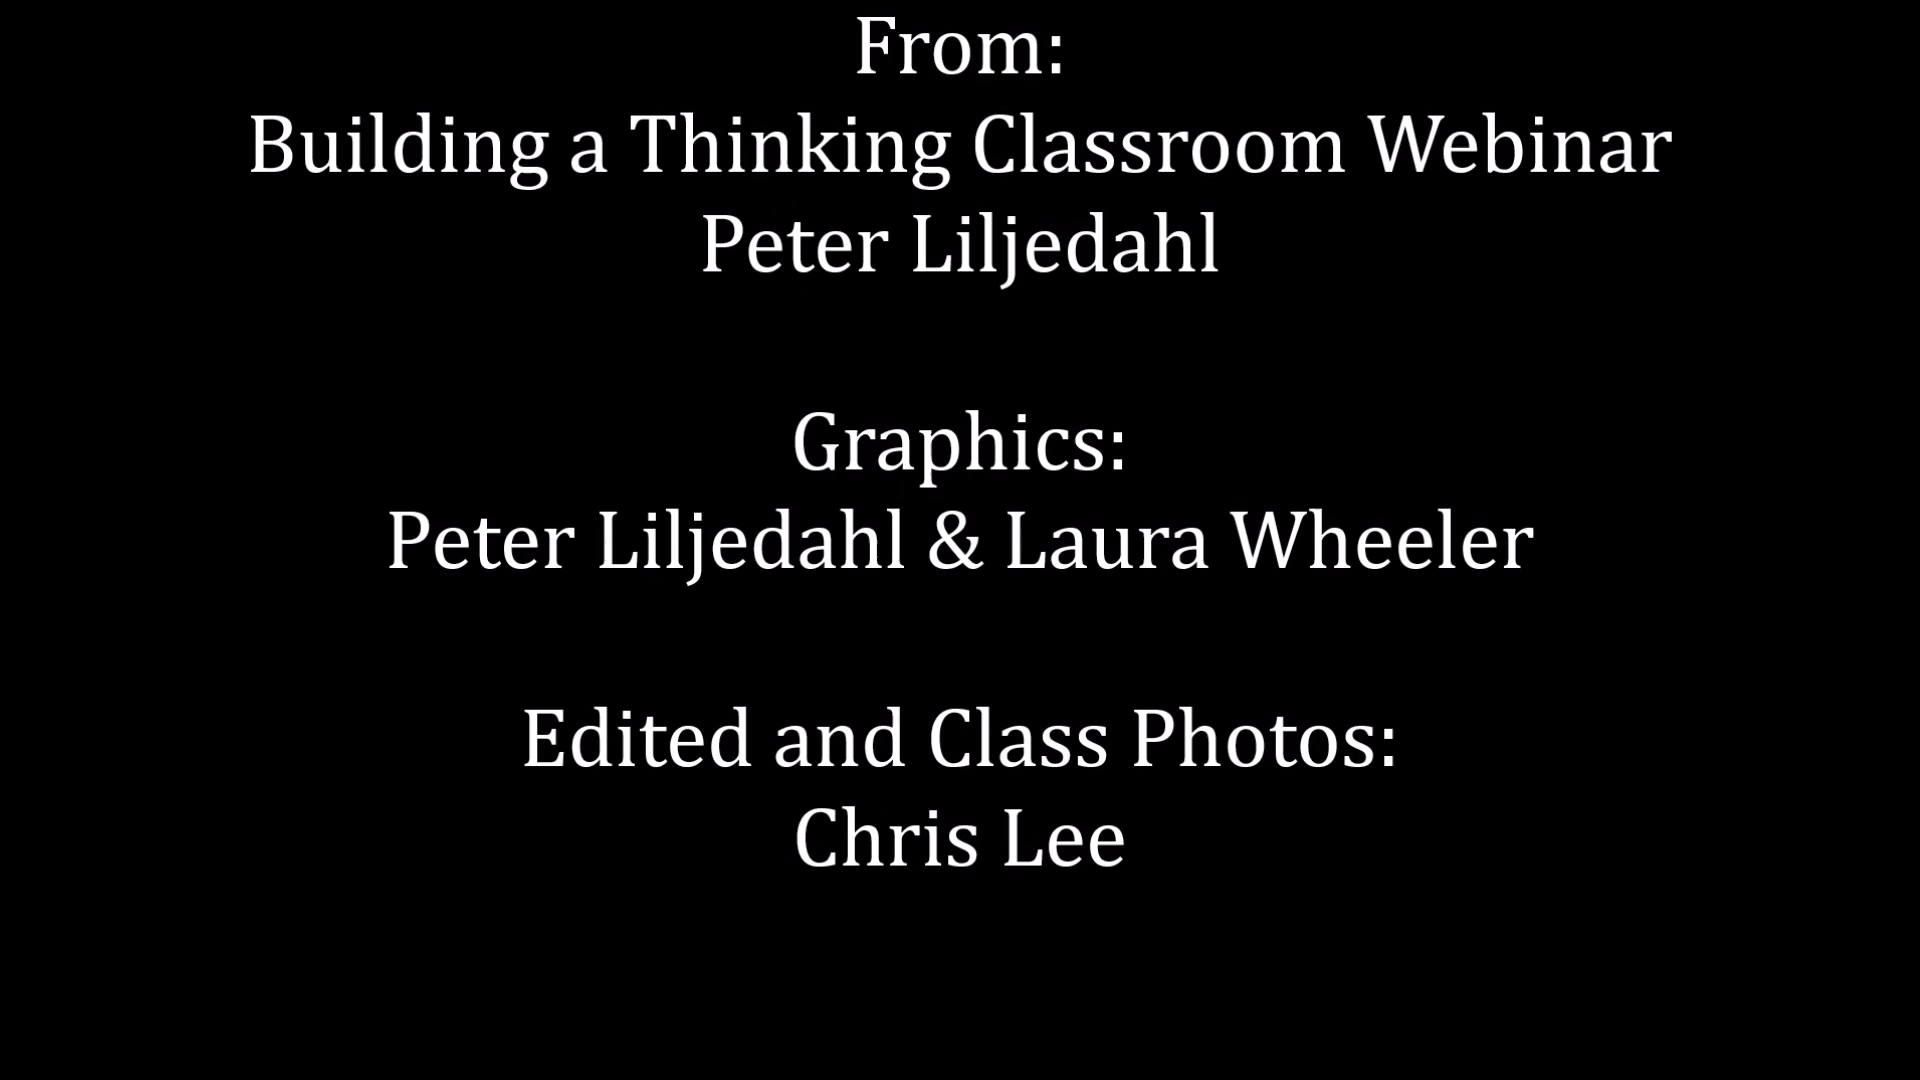 From:
Building a Thinking Classroom Webinar
Peter Liljedahl
Graphics:
Peter Liljedahl & Laura Wheeler
Edited and Class Photos:
Chris Lee